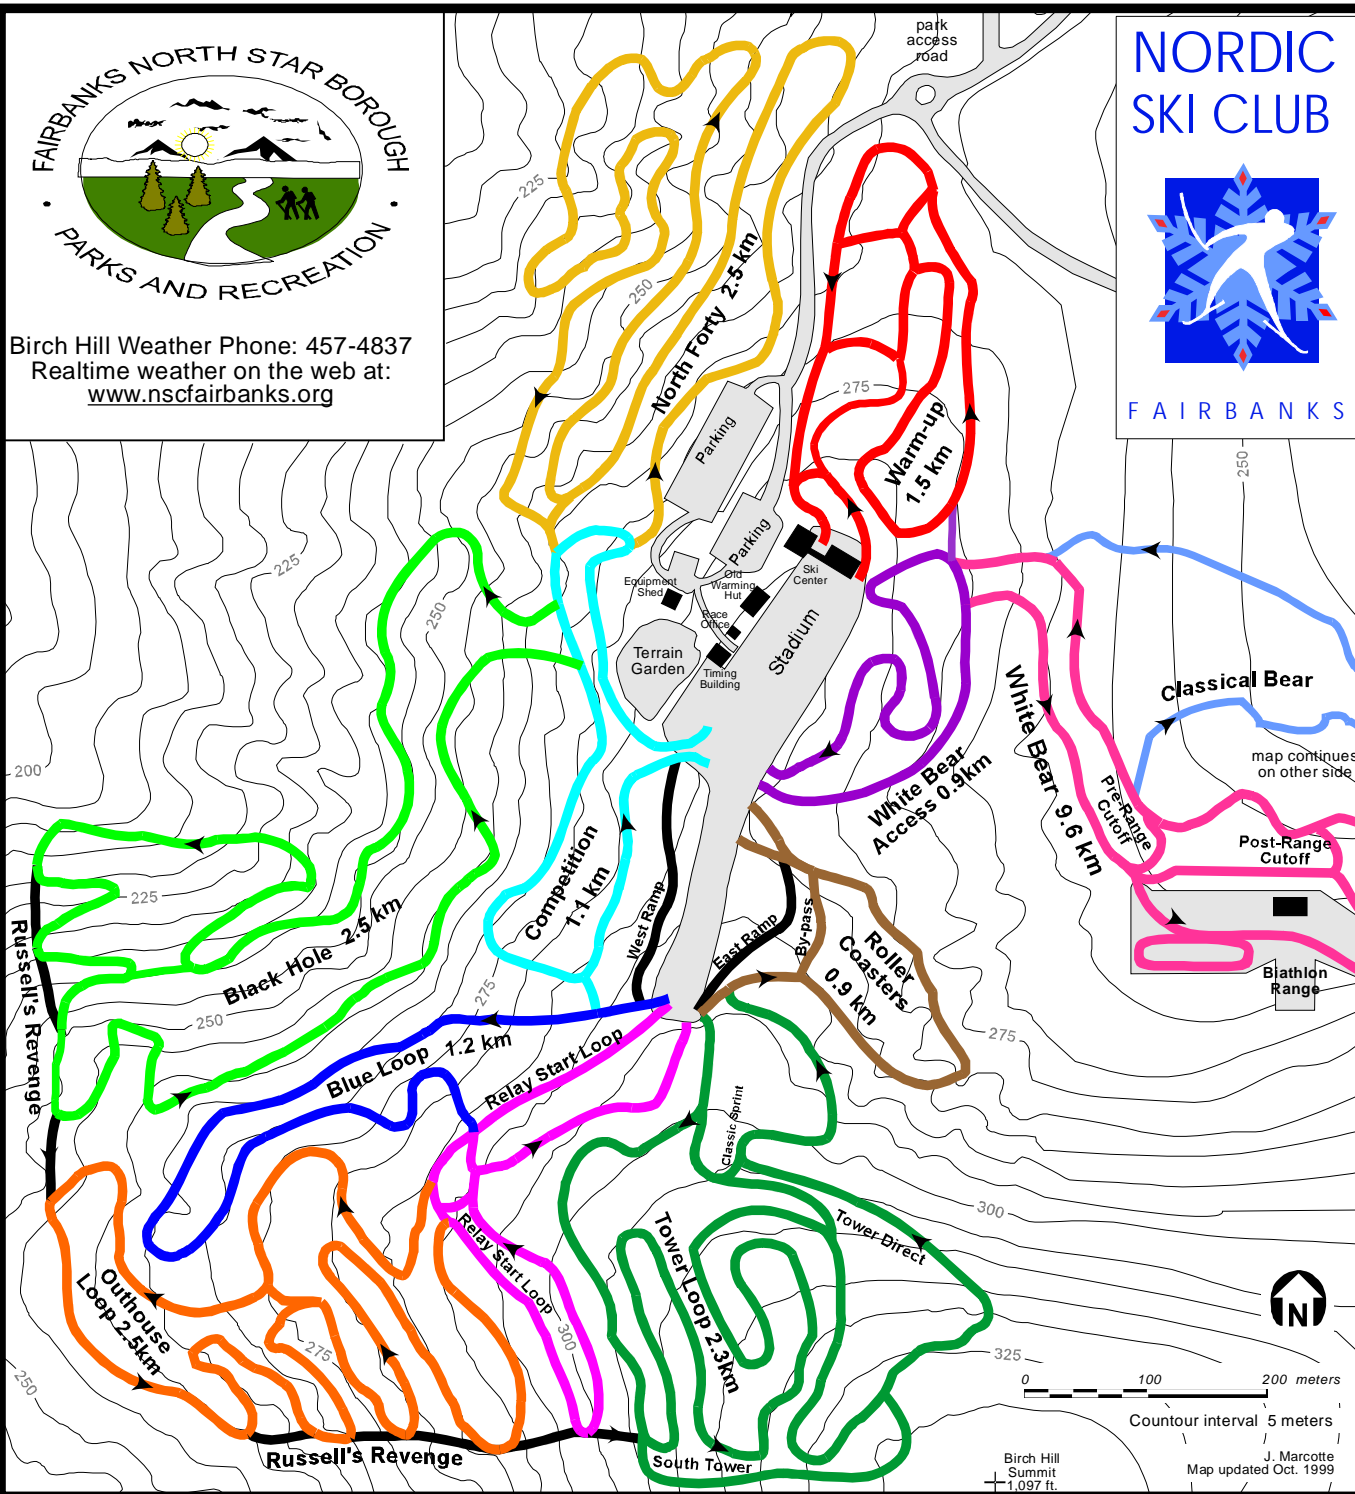 FAIRBANKS NORTH STAR BOROUGH
• PARKS AND RECREATION •
Birch Hill Weather Phone: 457-4837
Realtime weather on the web at:
www.nscfairbanks.org
park
access
road
NORDIC
SKI CLUB
FAIRBANKS
225
250
North Forty 2.5 km
275
Warm-up
1.5 km
250
Parking
Parking
Ski
Center
Equipment
Shed
Old
Warming
Hut
Race
Office
Timing
Building
Terrain
Garden
Stadium
225
250
200
225
250
275
White Bear
Access 0.9km
White Bear 9.6 km
Classical Bear
map continues
on other side
Pre-Range
Cutoff
Post-Range
Cutoff
Biathlon
Range
Competition
1.1 km
West Ramp
East Ramp
By-pass
Roller
Coasters
0.9 km
275
Black Hole 2.5 km
Russell's Revenge
Blue Loop 1.2 km
Relay Start Loop
Classic Sprint
300
Tower Direct
Relay Start Loop
300
Tower Loop 2.3km
Outhouse
Loop 2.5km
275
250
Russell's Revenge
South Tower
325
N
0 100 200 meters
Countour interval 5 meters
J. Marcotte
Map updated Oct. 1999
Birch Hill
Summit
1,097 ft.